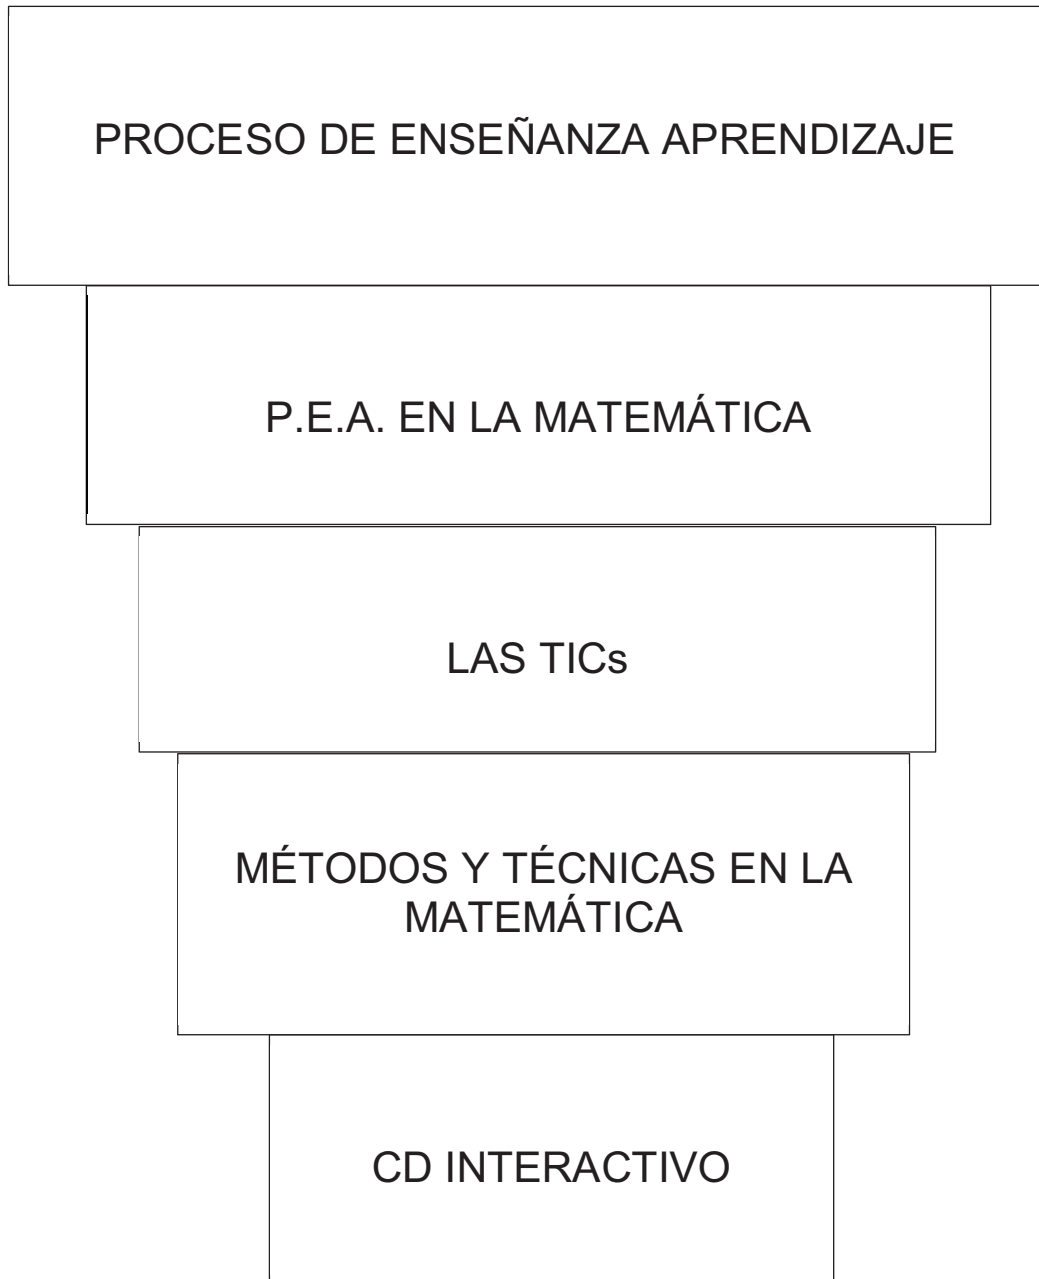 PROCESO DE ENSEÑANZA APRENDIZAJE
P.E.A. EN LA MATEMÁTICA
LAS TICs
MÉTODOS Y TÉCNICAS EN LA
MATEMÁTICA
CD INTERACTIVO